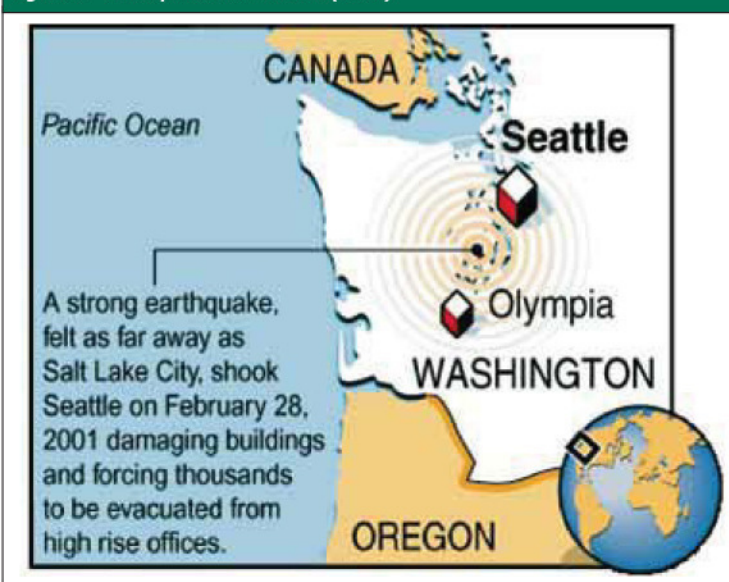 CANADA
Pacific Ocean
Seattle
A strong earthquake,
felt as far away as
Salt Lake City, shook
Seattle on February 28,
2001 damaging buildings
and forcing thousands
to be evacuated from
high rise offices.
Olympia
WASHINGTON
OREGON